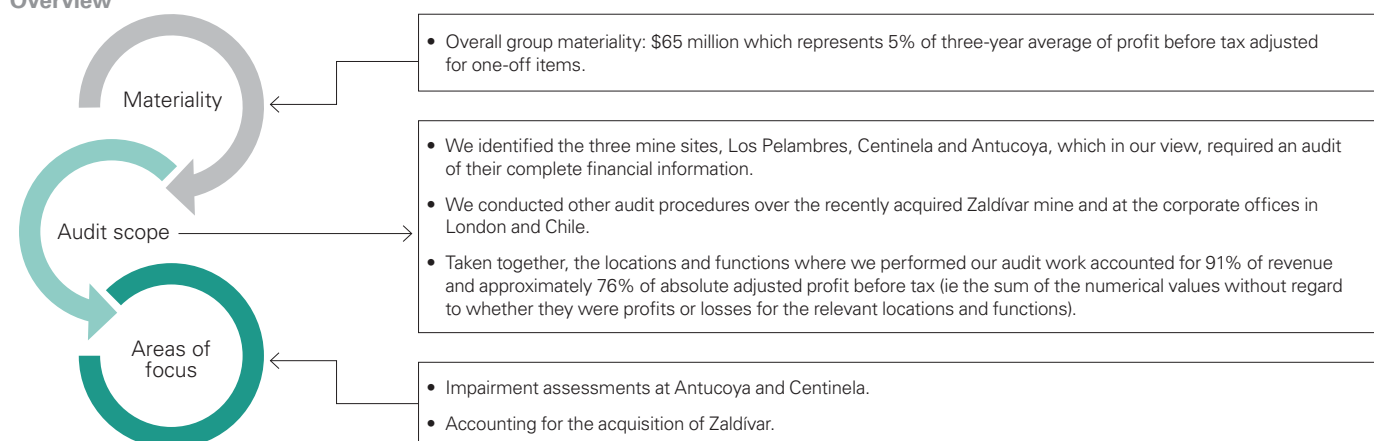 Overview
Materiality
• Overall group materiality: $65 million which represents 5% of three-year average of profit before tax adjusted
for one-off items.
Audit scope
• We identified the three mine sites, Los Pelambres, Centinela and Antucoya, which in our view, required an audit
of their complete financial information.
• We conducted other audit procedures over the recently acquired Zaldívar mine and at the corporate offices in
London and Chile.
• Taken together, the locations and functions where we performed our audit work accounted for 91% of revenue
and approximately 76% of absolute adjusted profit before tax (ie the sum of the numerical values without regard
to whether they were profits or losses for the relevant locations and functions).
Areas of
focus
• Impairment assessments at Antucoya and Centinela.
• Accounting for the acquisition of Zaldívar.